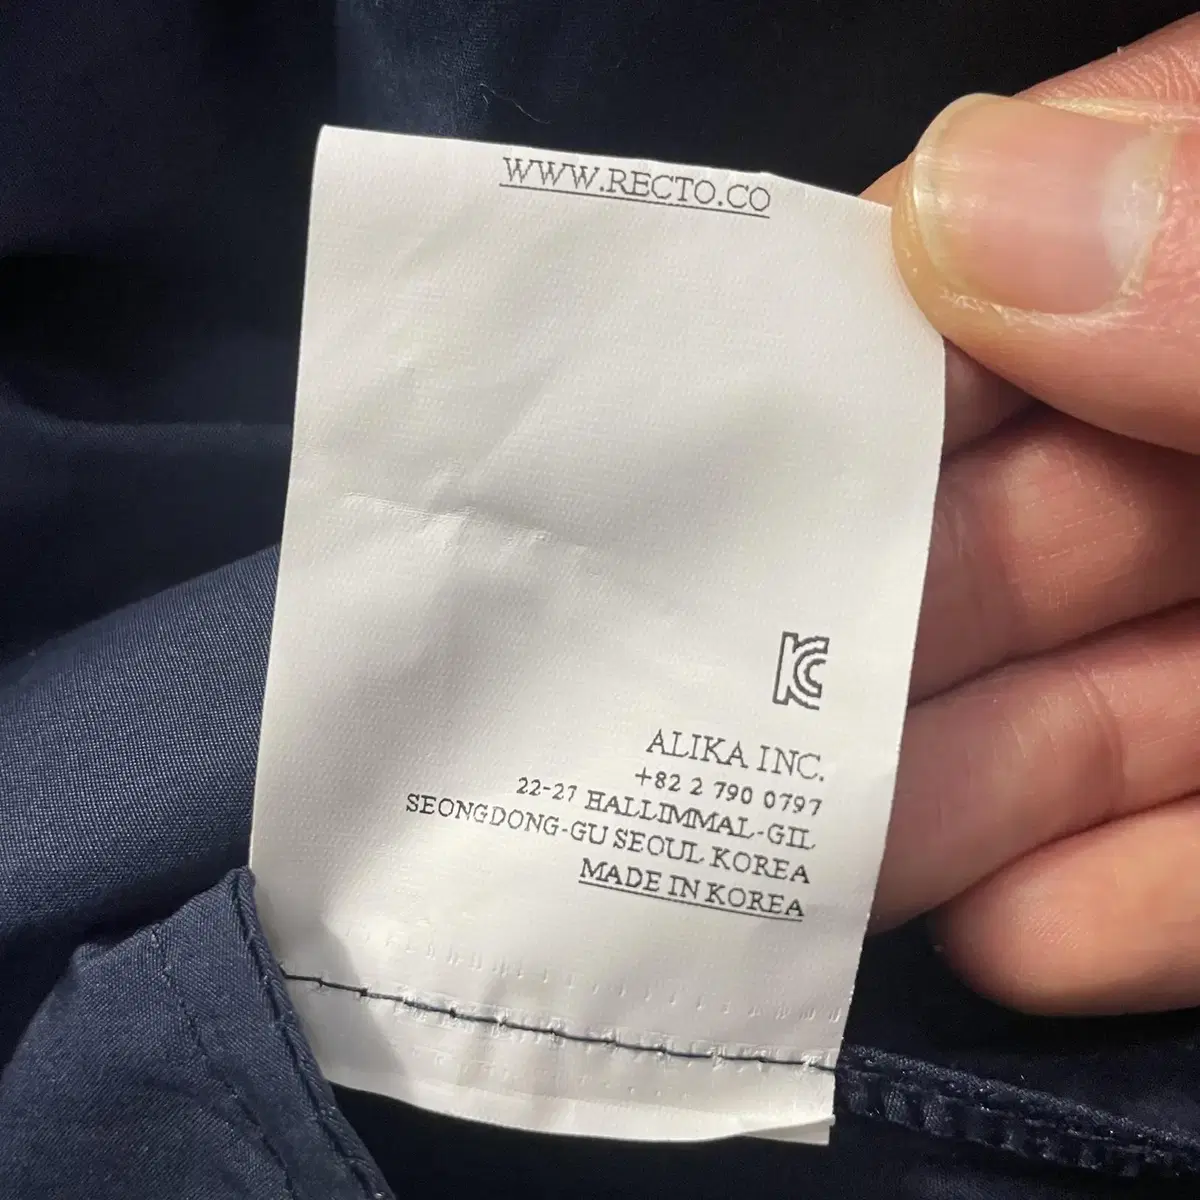 WWW.RECTO.CO
KC
ALIKA INC.
+82 2 790 0797
22-27 HALLIMMAL-GIL
SEONGDONG-GU SEOUL KOREA
MADE IN KOREA